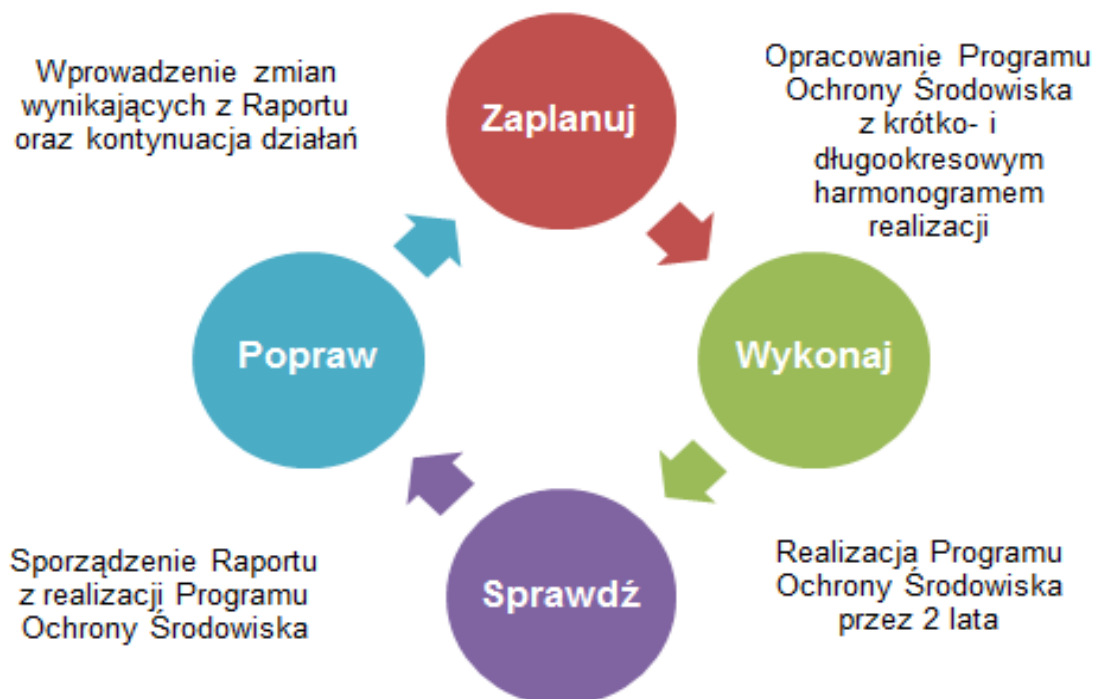 Wprowadzenie zmian
wynikających z Raportu
oraz kontynuacja działań
Zaplanuj
Opracowanie Programu
Ochrony Środowiska
z krótko- i
długookresowym
harmonogramem
realizacji
Popraw
Wykonaj
Sporządzenie Raportu
z realizacji Programu
Ochrony Środowiska
Sprawdź
Realizacja Programu
Ochrony Środowiska
przez 2 lata